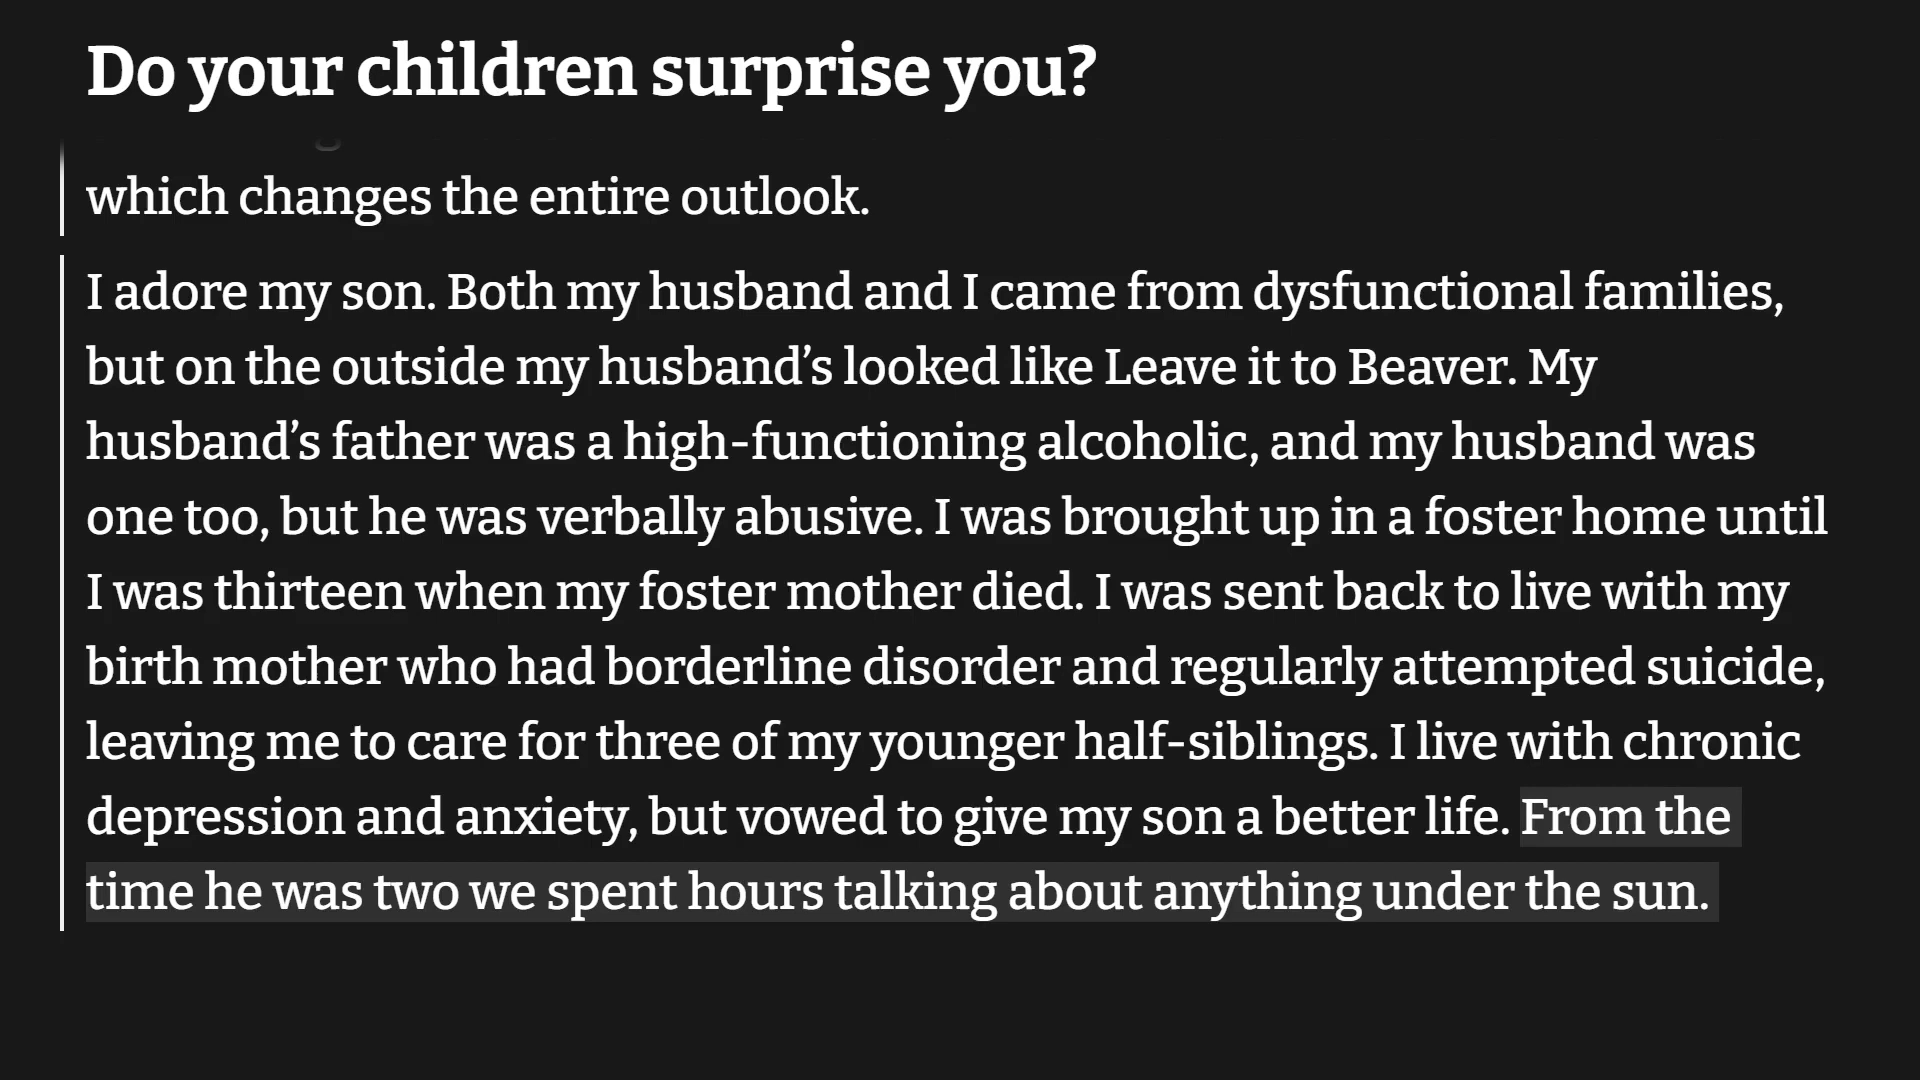 Do your children surprise you?
which changes the entire outlook.
I adore my son. Both my husband and I came from dysfunctional families,
but on the outside my husband’s looked like Leave it to Beaver. My
husband’s father was a high-functioning alcoholic, and my husband was
one too, but he was verbally abusive. I was brought up in a foster home until
I was thirteen when my foster mother died. I was sent back to live with my
birth mother who had borderline disorder and regularly attempted suicide,
leaving me to care for three of my younger half-siblings. I live with chronic
depression and anxiety, but vowed to give my son a better life. From the
time he was two we spent hours talking about anything under the sun.